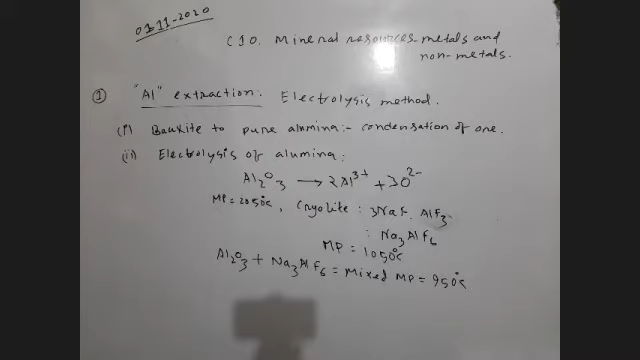 01-11-2020
C10. Mineral resources-metals and
non-metals.
① "Al" extraction: Electrolysis method.
(i) Bauxite to pure alumina:- condensation of ore.
(ii) Electrolysis of alumina:
Al₂O₃ → 2Al³⁺ + 3O²⁻
MP = 2050°C, Cryolite : 3NaF. AlF₃
: Na₃AlF₆
MP = 1050°C
Al₂O₃ + Na₃AlF₆ = Mixed MP = 950°C